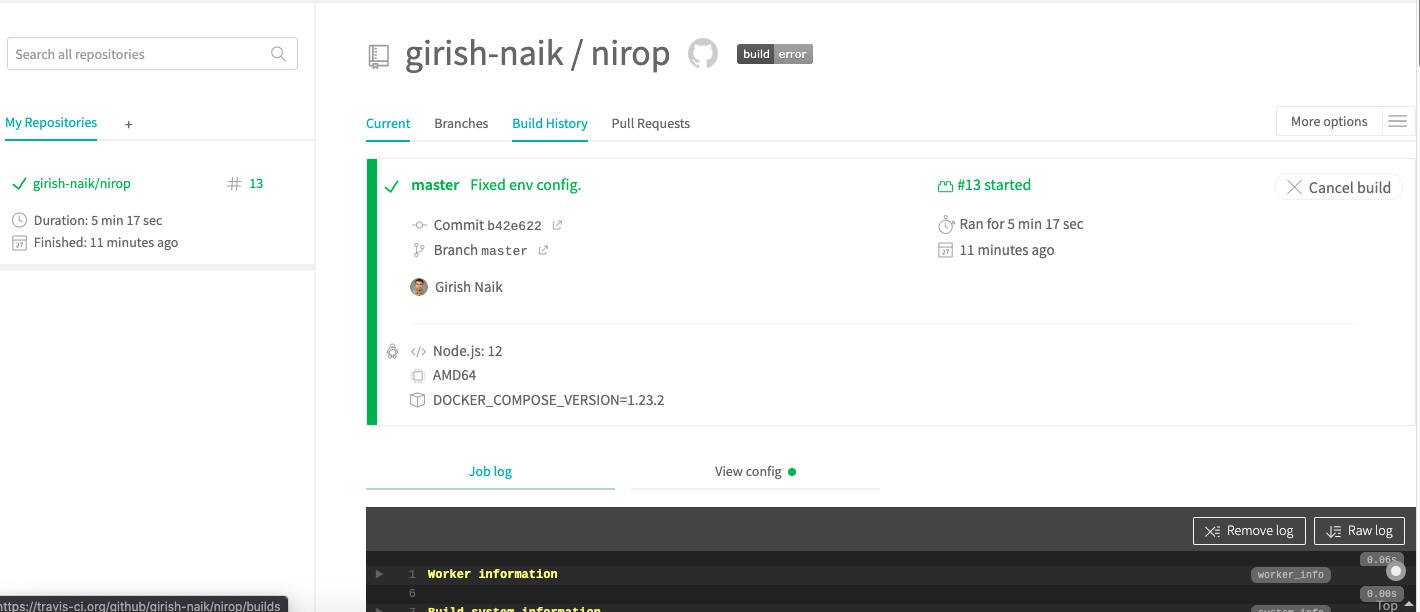 Search all repositories
My Repositories +
girish-naik/nirop # 13
Duration: 5 min 17 sec
Finished: 11 minutes ago
girish-naik / nirop build error
Current Branches Build History Pull Requests More options
master Fixed env config. #13 started Cancel build
Commit b42e622 Ran for 5 min 17 sec
Branch master 11 minutes ago
Girish Naik
</> Node.js: 12
AMD64
DOCKER_COMPOSE_VERSION=1.23.2
Job log View config
Remove log Raw log
0.06s
1 Worker information worker_info
6 0.00s
7 Build system information system_info
Top
https://travis-ci.org/github/girish-naik/nirop/builds